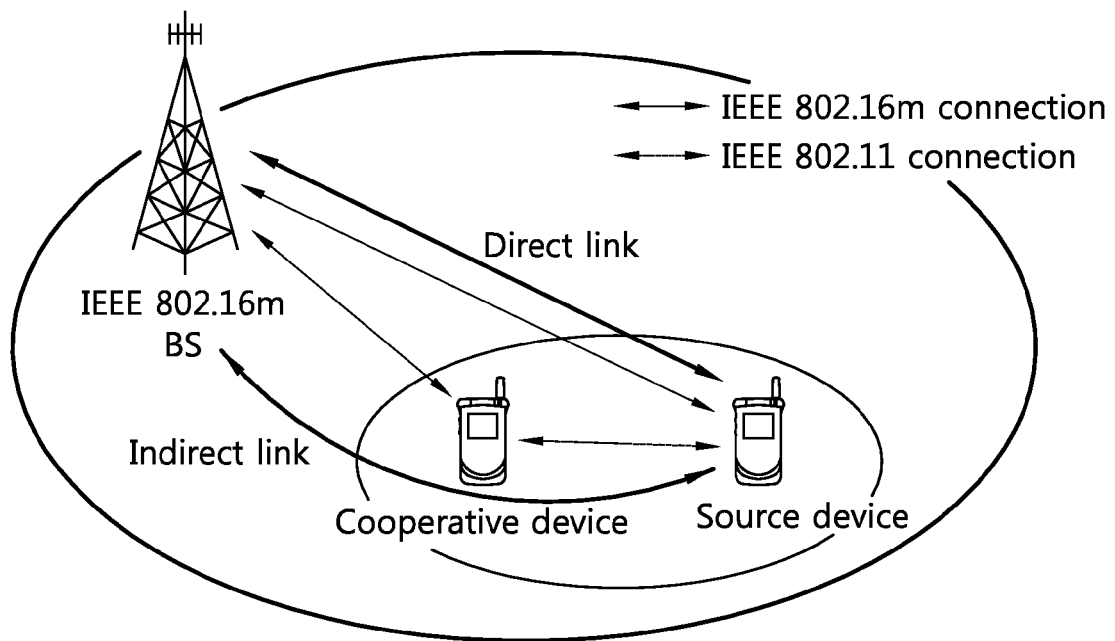 IEEE 802.16m connection
IEEE 802.11 connection
Direct link
IEEE 802.16m
BS
Indirect link
Cooperative device
Source device